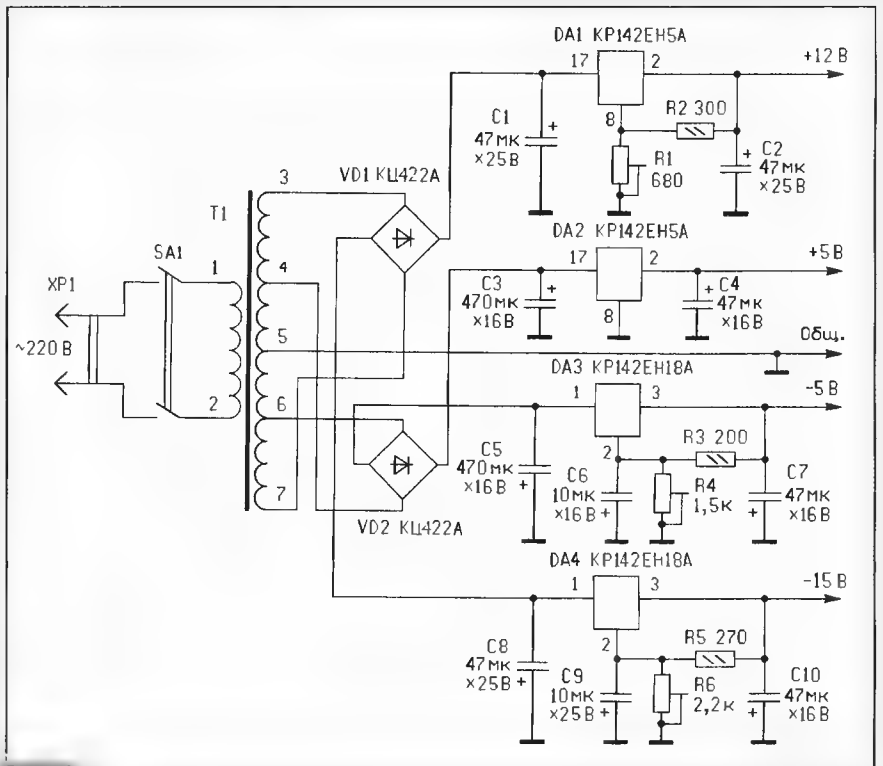 DA1 КР142ЕН5А
17
2
+12 В
8
R2 300
C1
47мк
×25В
+
R1
680
+
C2
47мк
×25В
VD1 КЦ422А
3
T1
DA2 КР142ЕН5А
17
2
+5 В
SA1
1
4
C3
470мк
×16В
+
8
+
C4
47мк
×16В
XP1
~220 В
5
Общ.
DA3 КР142ЕН18А
1
3
-5 В
2
6
2
R3 200
C5
470мк
×16В
+
C6
10мк
×16В
+
R4
1,5к
C7
47мк
×16В
+
7
VD2 КЦ422А
DA4 КР142ЕН18А
1
3
-15 В
2
R5 270
C8
47мк
×25В
+
C9
10мк
×25В
+
R6
2,2к
C10
47мк
×16В
+